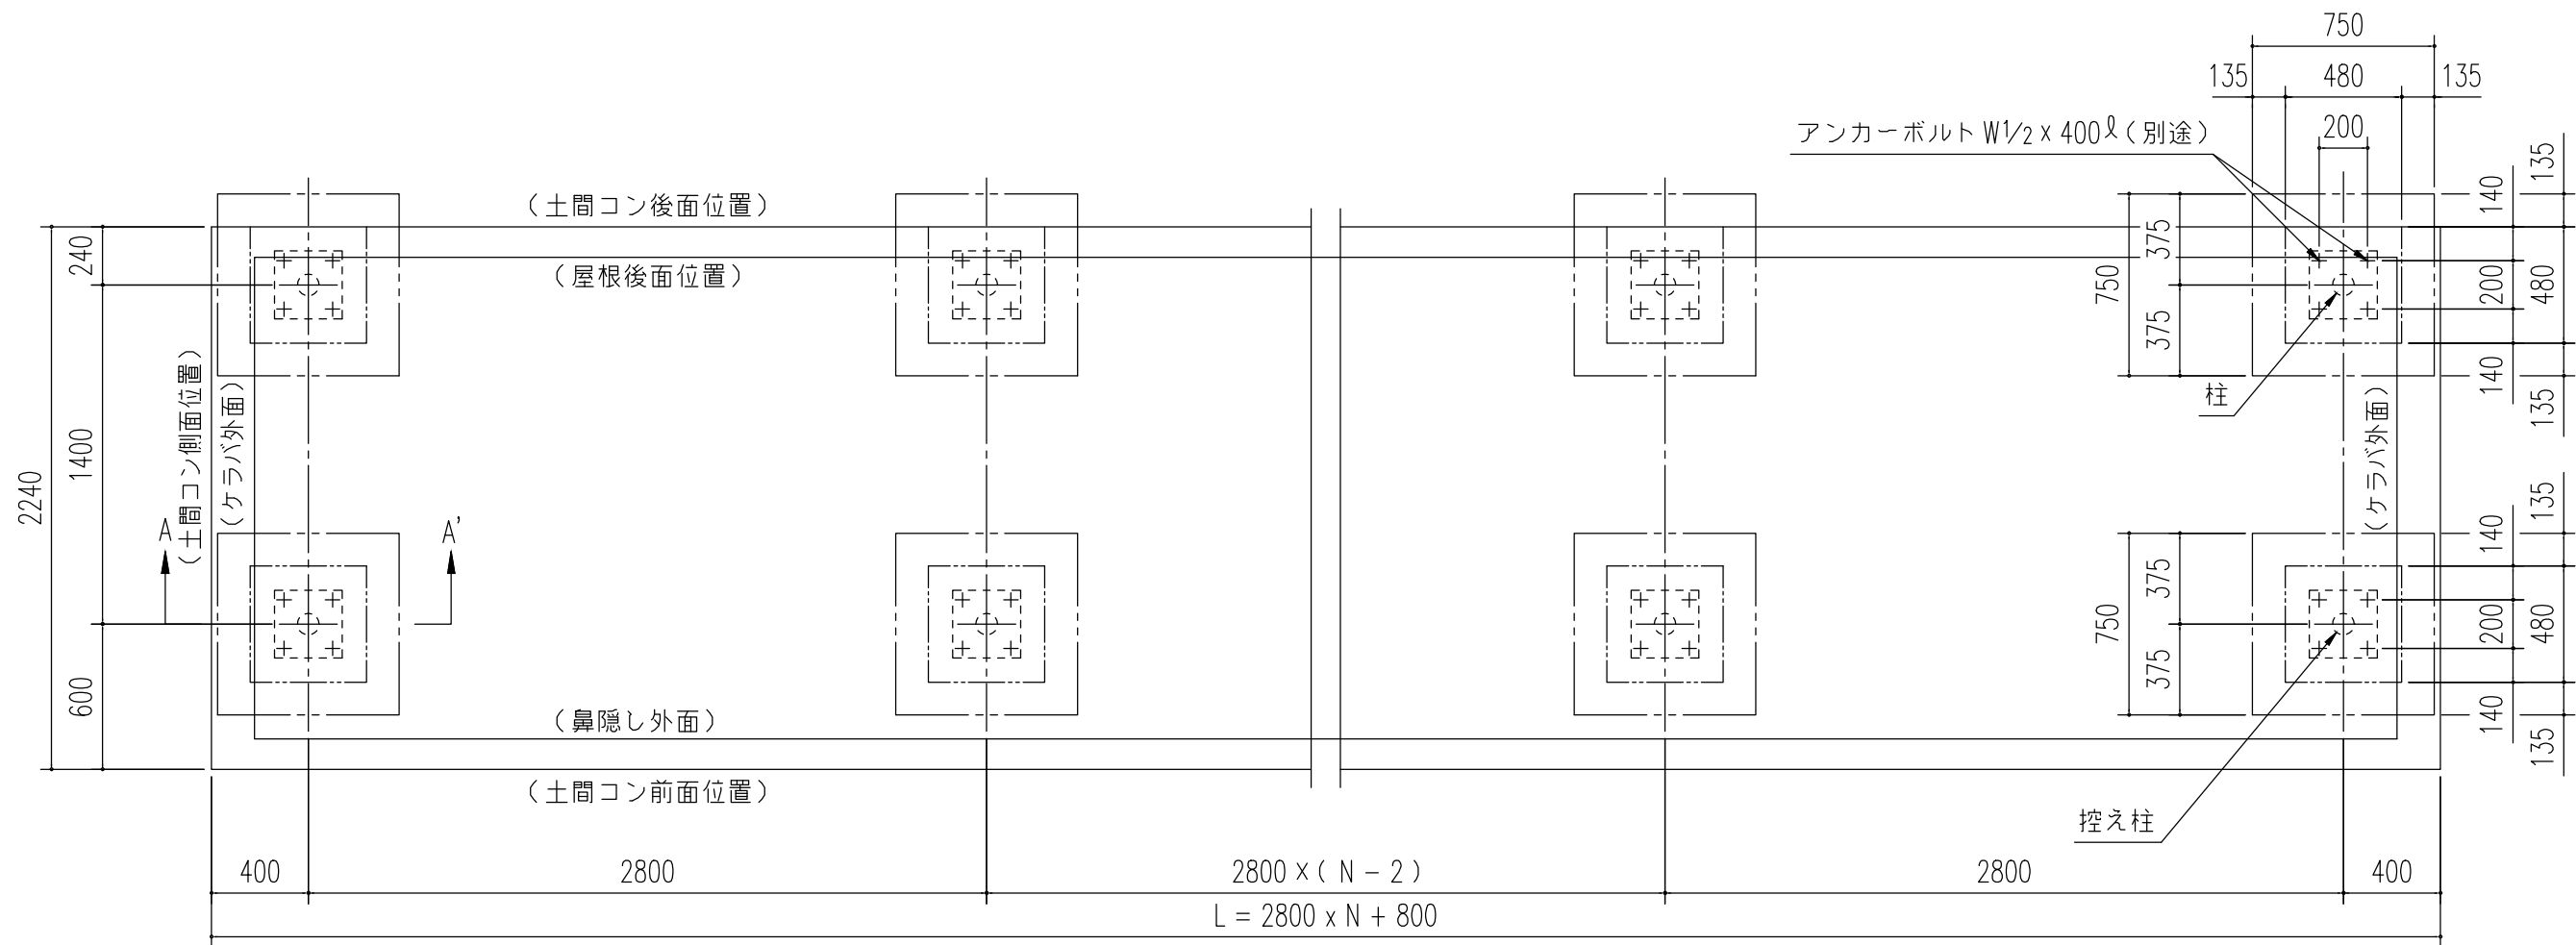 750
135 480 135
アンカーボルト W1/2 x 400ℓ (別途)
200
(土間コン後面位置)
(屋根後面位置)
240
1400
600
2240
(土間コン側面位置)
(ケラバ外面)
A
A'
750
375
375
柱
135
140
200
480
140
135
(ケラバ外面)
750
375
375
135
140
200
480
140
135
(鼻隠し外面)
(土間コン前面位置)
控え柱
400 2800 2800 x ( N - 2 ) 2800 400
L = 2800 x N + 800